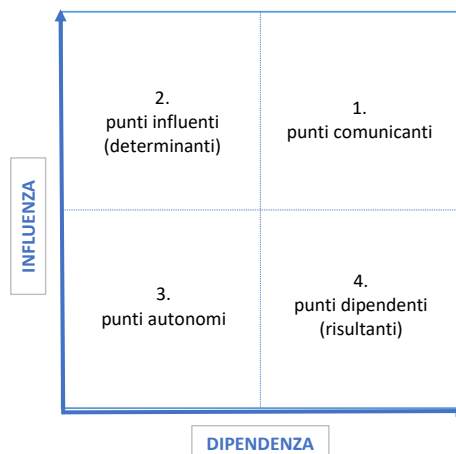 2.
punti influenti
(determinanti)
1.
punti comunicanti
INFLUENZA
3.
punti autonomi
4.
punti dipendenti
(risultanti)
DIPENDENZA